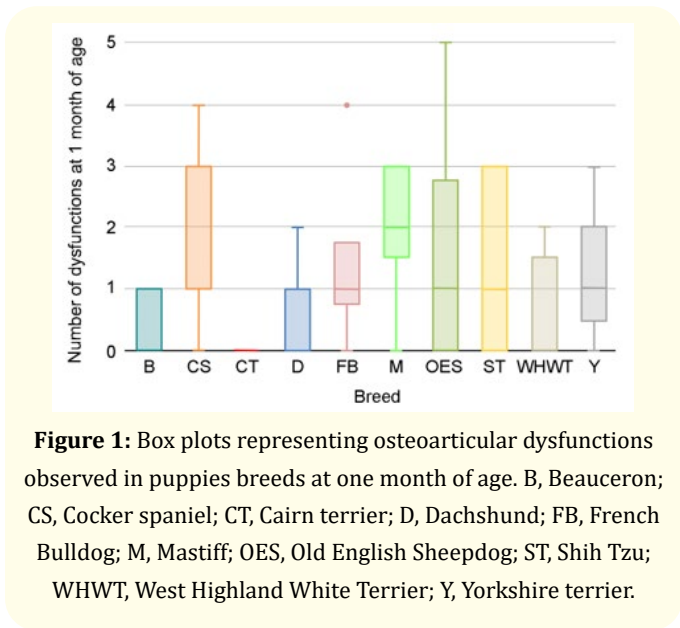 Number of dysfunctions at 1 month of age
5
4
3
2
1
0
B CS CT D FB M OES ST WHWT Y
Breed
Figure 1: Box plots representing osteoarticular dysfunctions
observed in puppies breeds at one month of age. B, Beauceron;
CS, Cocker spaniel; CT, Cairn terrier; D, Dachshund; FB, French
Bulldog; M, Mastiff; OES, Old English Sheepdog; ST, Shih Tzu;
WHWT, West Highland White Terrier; Y, Yorkshire terrier.